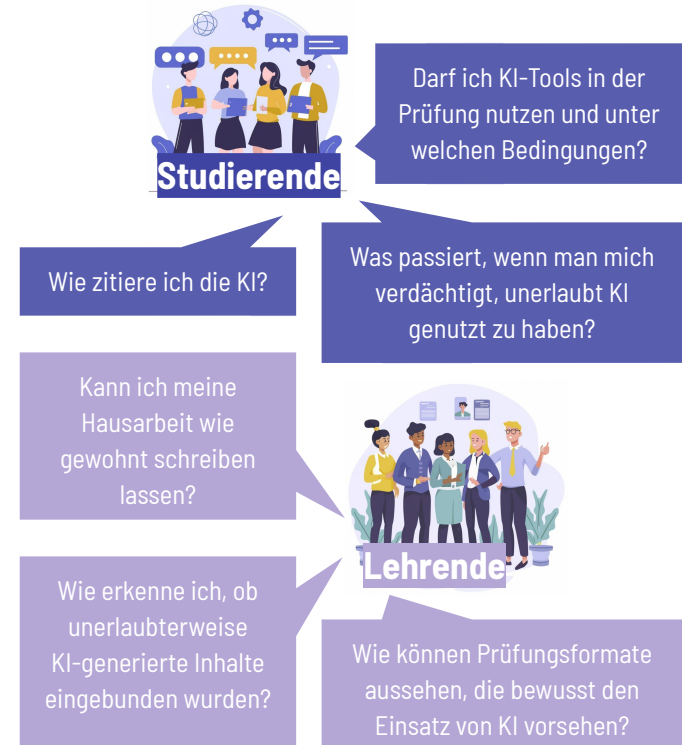 Studierende
Darf ich KI-Tools in der
Prüfung nutzen und unter
welchen Bedingungen?
Wie zitiere ich die KI?
Was passiert, wenn man mich
verdächtigt, unerlaubt KI
genutzt zu haben?
Kann ich meine
Hausarbeit wie
gewohnt schreiben
lassen?
Lehrende
Wie erkenne ich, ob
unerlaubterweise
KI-generierte Inhalte
eingebunden wurden?
Wie können Prüfungsformate
aussehen, die bewusst den
Einsatz von KI vorsehen?